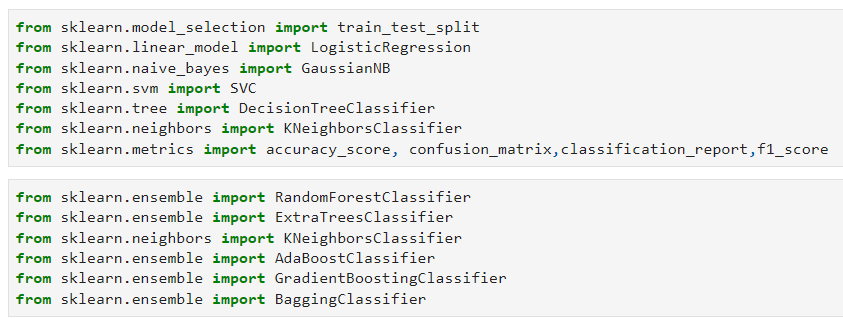 from sklearn.model_selection import train_test_split
from sklearn.linear_model import LogisticRegression
from sklearn.naive_bayes import GaussianNB
from sklearn.svm import SVC
from sklearn.tree import DecisionTreeClassifier
from sklearn.neighbors import KNeighborsClassifier
from sklearn.metrics import accuracy_score, confusion_matrix,classification_report,f1_score
from sklearn.ensemble import RandomForestClassifier
from sklearn.ensemble import ExtraTreesClassifier
from sklearn.neighbors import KNeighborsClassifier
from sklearn.ensemble import AdaBoostClassifier
from sklearn.ensemble import GradientBoostingClassifier
from sklearn.ensemble import BaggingClassifier